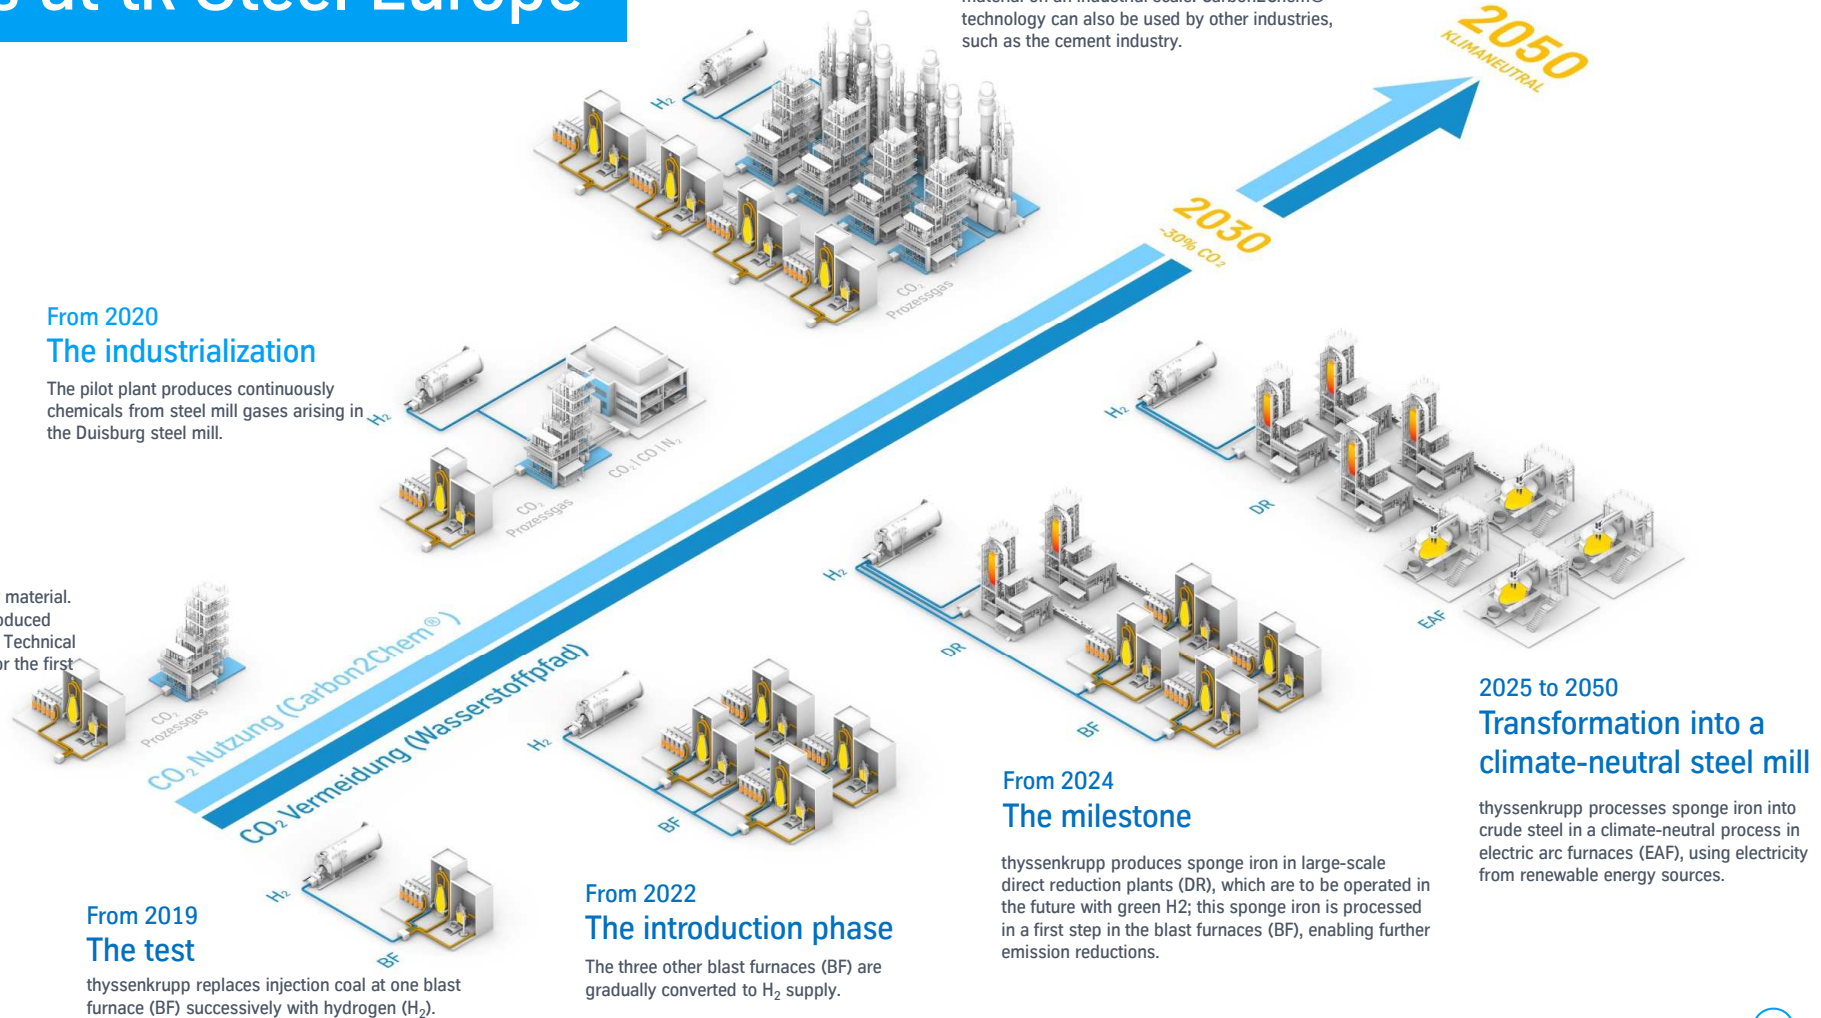 s at tk Steel Europe
technology can also be used by other industries,
such as the cement industry.
2050
KLIMANEUTRAL
H₂
CO₂
Prozessgas
2030
-30% CO₂
From 2020
The industrialization
The pilot plant produces continuously
chemicals from steel mill gases arising in
the Duisburg steel mill.
H₂
CO₂
Prozessgas
CO₂ | CO | N₂
material.
Technical
or the first
CO₂
Prozessgas
CO₂ Nutzung (Carbon2Chem®)
CO₂ Vermeidung (Wasserstoffpfad)
H₂
BF
From 2019
The test
thyssenkrupp replaces injection coal at one blast
furnace (BF) successively with hydrogen (H₂).
H₂
BF
From 2022
The introduction phase
The three other blast furnaces (BF) are
gradually converted to H₂ supply.
H₂
DR
BF
From 2024
The milestone
thyssenkrupp produces sponge iron in large-scale
direct reduction plants (DR), which are to be operated in
the future with green H2; this sponge iron is processed
in a first step in the blast furnaces (BF), enabling further
emission reductions.
H₂
DR
EAF
2025 to 2050
Transformation into a
climate-neutral steel mill
thyssenkrupp processes sponge iron into
crude steel in a climate-neutral process in
electric arc furnaces (EAF), using electricity
from renewable energy sources.